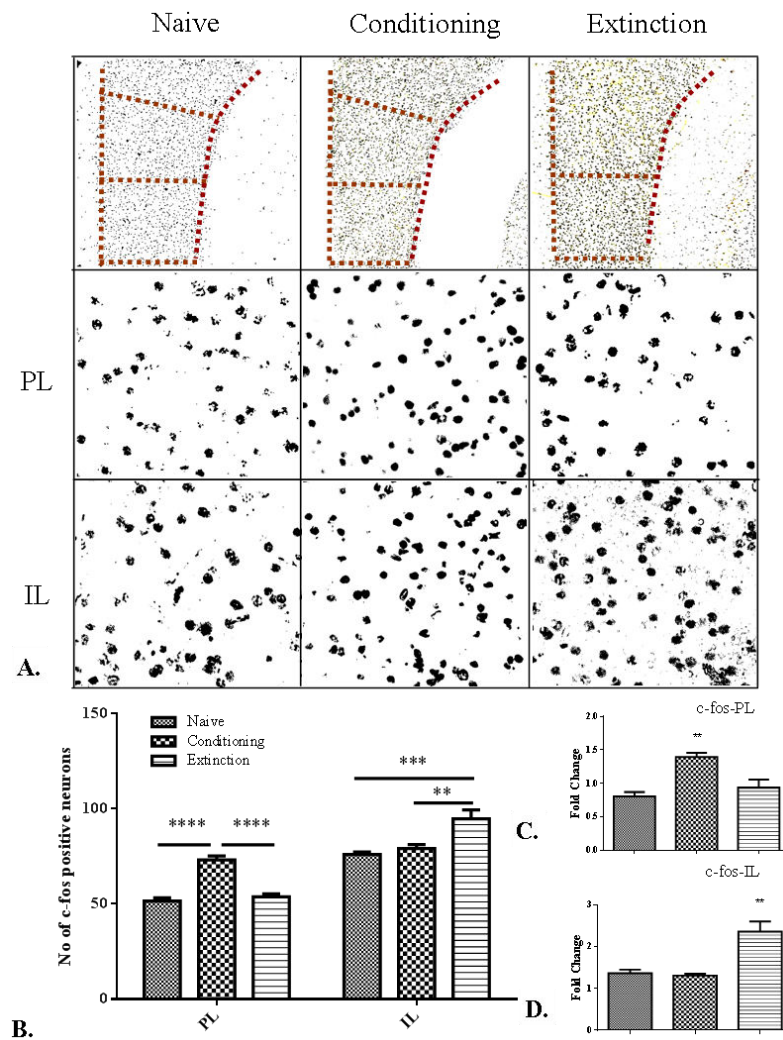 Naive Conditioning Extinction
PL
IL
A.
150
100
50
0
No of c-fos positive neurons
Naive
Conditioning
Extinction
**** ****
***
**
PL IL
B.
c-fos-PL
2.0
1.5
1.0
0.5
0.0
Fold Change
**
C.
c-fos-IL
3
2
1
0
Fold Change
**
D.